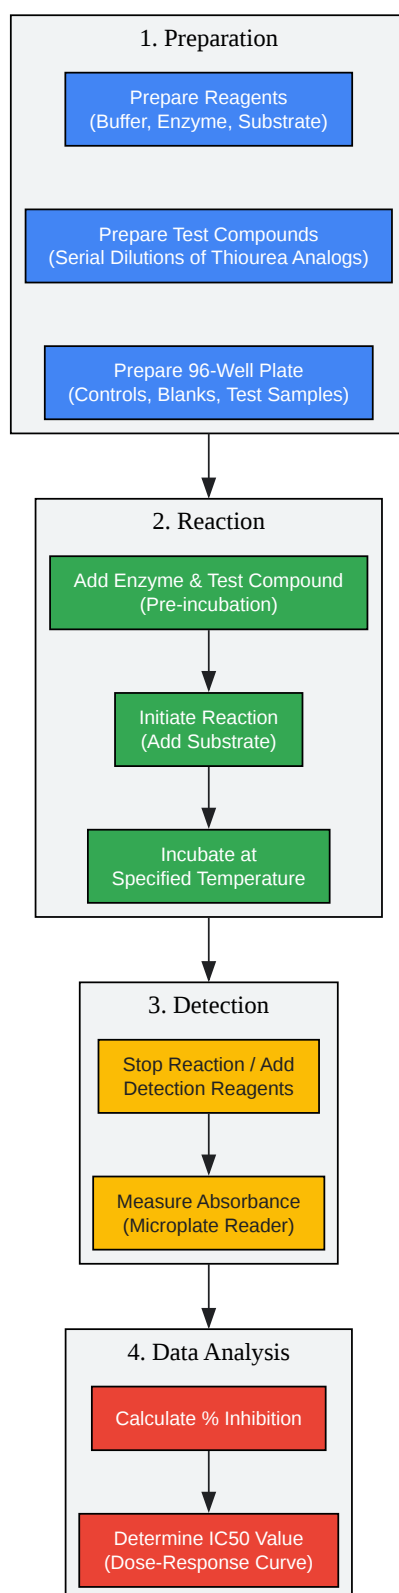 1. Preparation
Prepare Reagents
(Buffer, Enzyme, Substrate)
Prepare Test Compounds
(Serial Dilutions of Thiourea Analogs)
Prepare 96-Well Plate
(Controls, Blanks, Test Samples)
2. Reaction
Add Enzyme & Test Compound
(Pre-incubation)
Initiate Reaction
(Add Substrate)
Incubate at
Specified Temperature
3. Detection
Stop Reaction / Add
Detection Reagents
Measure Absorbance
(Microplate Reader)
4. Data Analysis
Calculate % Inhibition
Determine IC50 Value
(Dose-Response Curve)